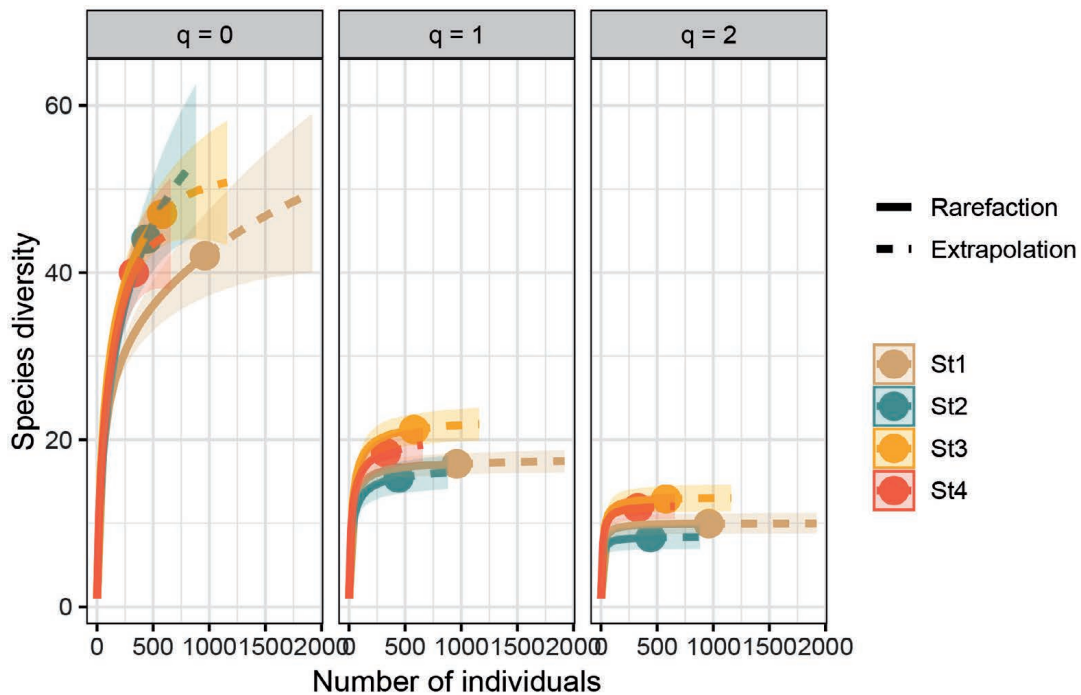 q = 0
q = 1
q = 2
Species diversity
60
40
20
0
0 500 1000 1500 2000
0 500 1000 1500 2000
0 500 1000 1500 2000
Number of individuals
Rarefaction
Extrapolation
St1
St2
St3
St4